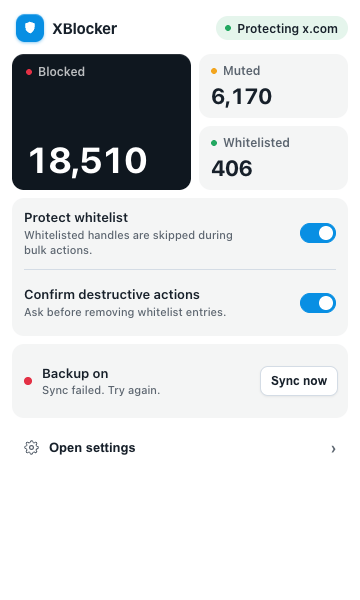 XBlocker
Protecting x.com
Blocked
18,510
Muted
6,170
Whitelisted
406
Protect whitelist
Whitelisted handles are skipped during
bulk actions.
Confirm destructive actions
Ask before removing whitelist entries.
Backup on
Sync failed. Try again.
Sync now
Open settings